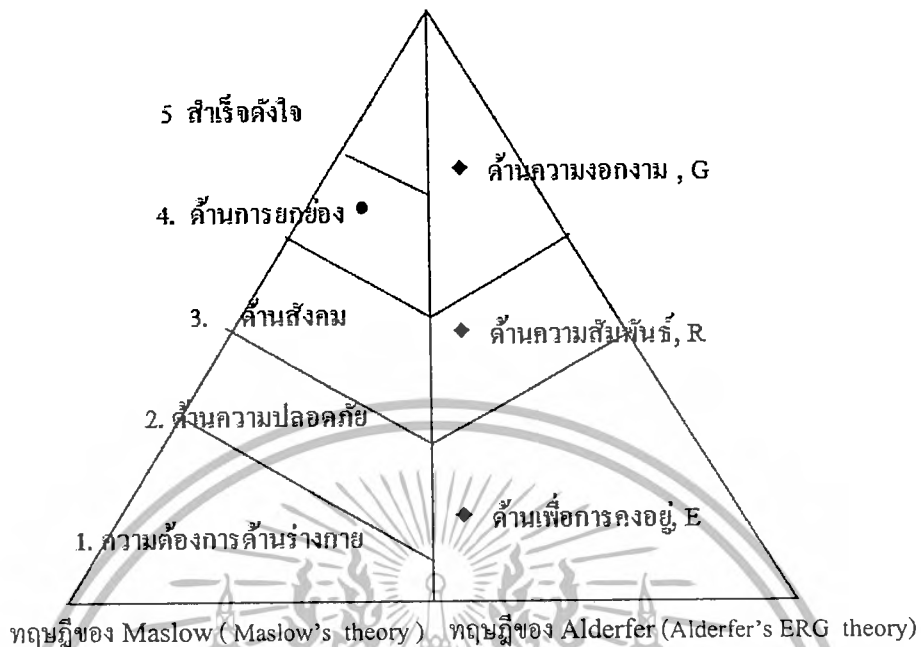 5 สำเร็จดังใจ
ด้านความงอกงาม , G
4. ด้านการยกย่อง
3. ด้านสังคม
ด้านความสัมพันธ์, R
2. ด้านความปลอดภัย
ด้านเพื่อการคงอยู่, E
1. ความต้องการด้านร่างกาย
ทฤษฎีของ Maslow ( Maslow's theory ) ทฤษฎีของ Alderfer (Alderfer's ERG theory)